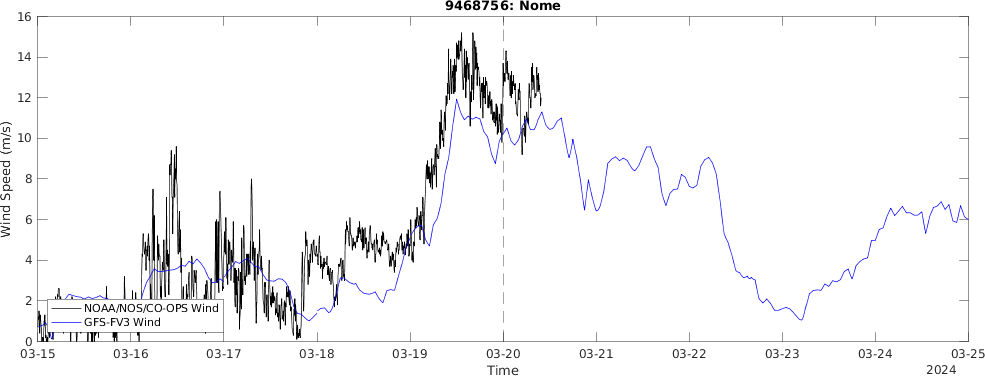 9468756: Nome
16
14
12
10
8
6
4
2
0
Wind Speed (m/s)
NOAA/NOS/CO-OPS Wind
GFS-FV3 Wind
03-15 03-16 03-17 03-18 03-19 03-20 03-21 03-22 03-23 03-24 03-25
Time
2024